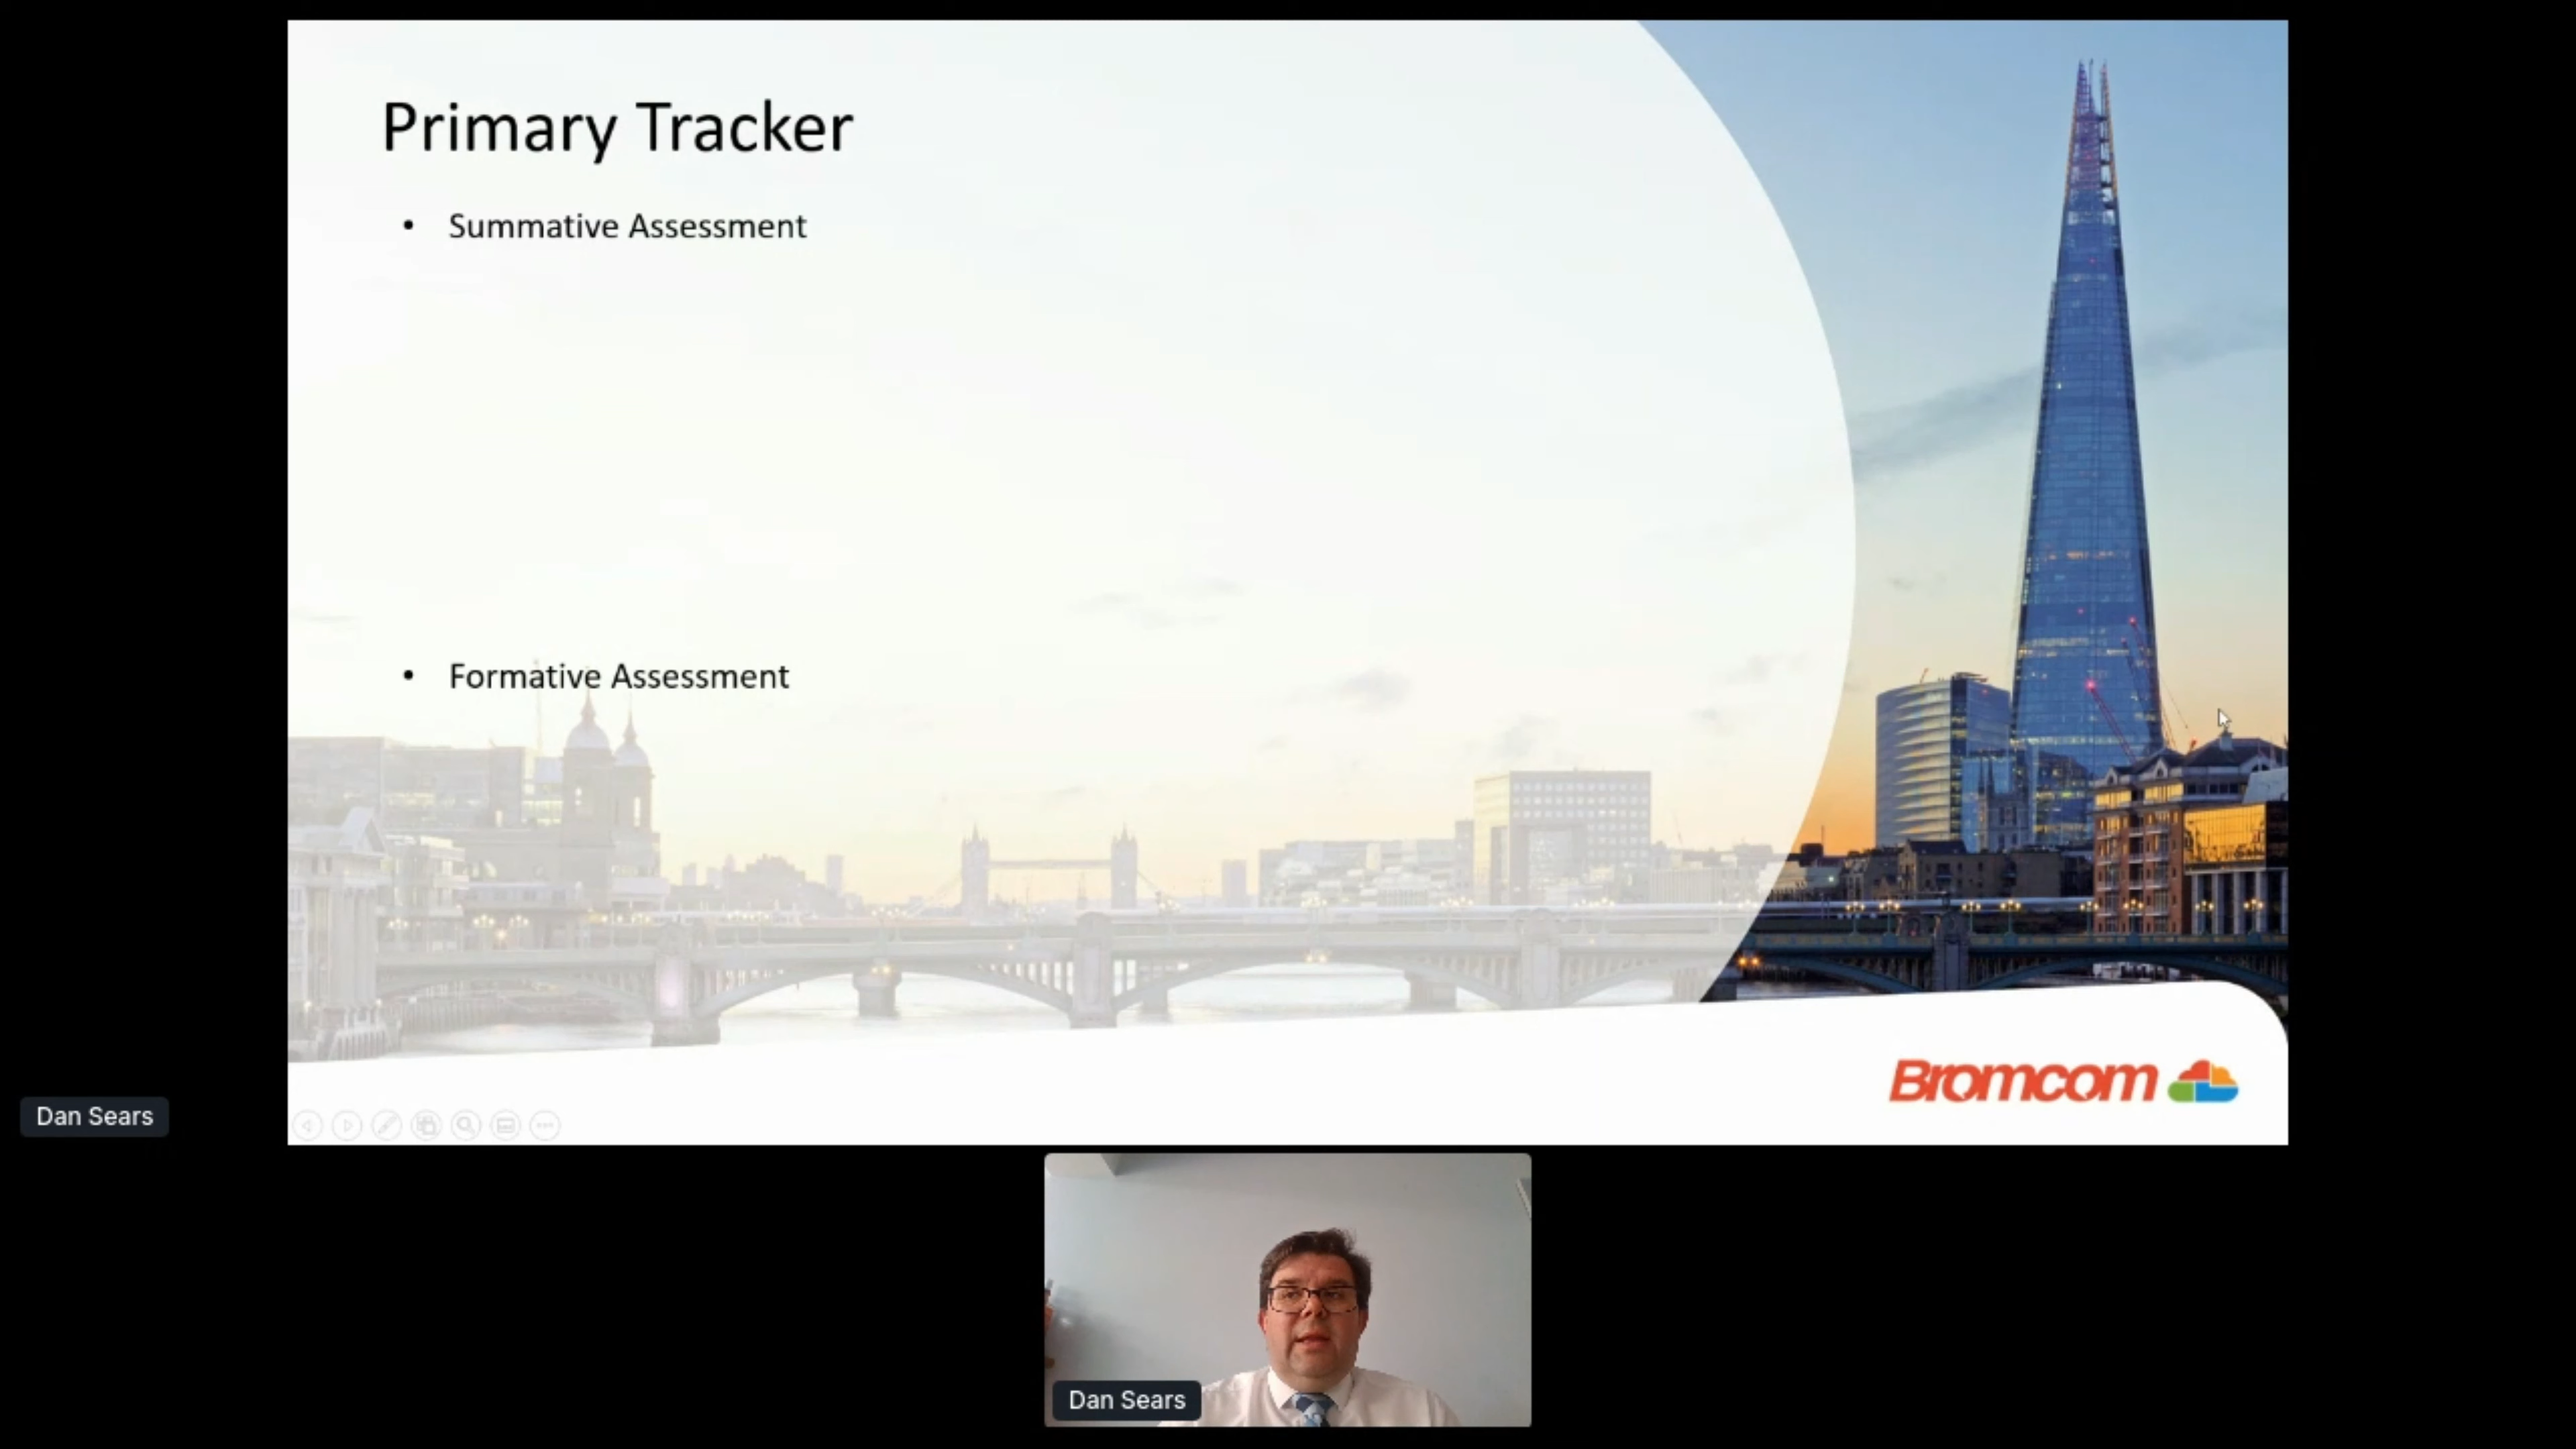 Primary Tracker
• Summative Assessment
• Formative Assessment
Bromcom
Dan Sears
Dan Sears